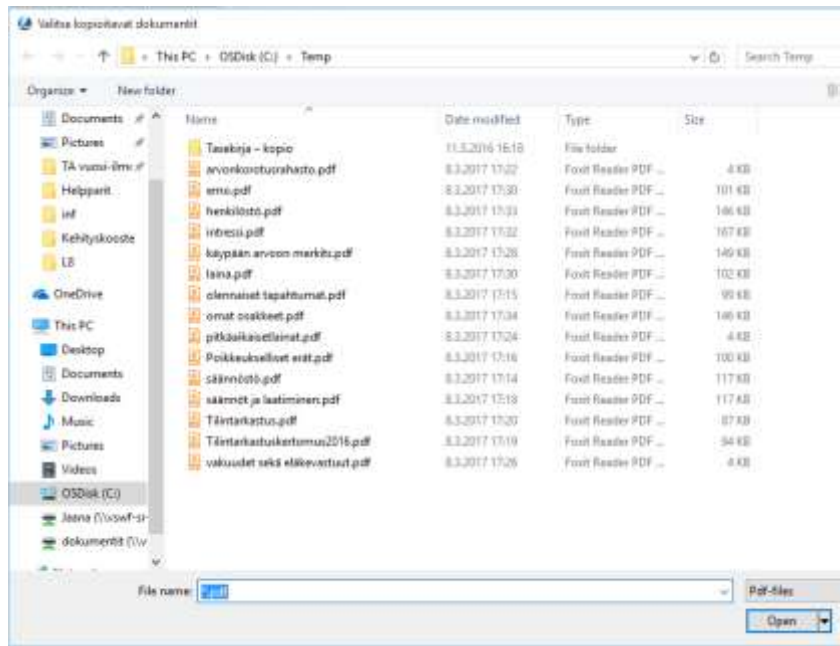 Valitse kopioitavat dokumentit
This PC › OSDisk (C:) › Temp
Search Temp
Organize New folder
Name Date modified Type Size
Documents
Pictures
TA vuosi-ilm
Helpparit
inf
Kehityskooste
LB
OneDrive
This PC
Desktop
Documents
Downloads
Music
Pictures
Videos
OSDisk (C:)
Jaana (\\vswf-sr-
dokumentit (\\v
Tasekirja – kopio 11.5.2016 16:18 File folder
arvonkorotusrahasto.pdf 8.3.2017 17:22 Foxit Reader PDF ... 4 KB
emo.pdf 8.3.2017 17:30 Foxit Reader PDF ... 101 KB
henkilöstö.pdf 8.3.2017 17:33 Foxit Reader PDF ... 146 KB
intressi.pdf 8.3.2017 17:32 Foxit Reader PDF ... 167 KB
käypään arvoon merkits.pdf 8.3.2017 17:28 Foxit Reader PDF ... 149 KB
laina.pdf 8.3.2017 17:30 Foxit Reader PDF ... 102 KB
olennaiset tapahtumat.pdf 8.3.2017 17:15 Foxit Reader PDF ... 99 KB
omat osakkeet.pdf 8.3.2017 17:34 Foxit Reader PDF ... 146 KB
pitkäaikaisetlainat.pdf 8.3.2017 17:24 Foxit Reader PDF ... 4 KB
Poikkeukselliset erät.pdf 8.3.2017 17:16 Foxit Reader PDF ... 100 KB
säännöstö.pdf 8.3.2017 17:14 Foxit Reader PDF ... 117 KB
säännöt ja laatiminen.pdf 8.3.2017 17:18 Foxit Reader PDF ... 117 KB
Tilintarkastus.pdf 8.3.2017 17:20 Foxit Reader PDF ... 87 KB
Tilintarkastuskertomus2016.pdf 8.3.2017 17:19 Foxit Reader PDF ... 94 KB
vakuudet sekä eläkevastuut.pdf 8.3.2017 17:26 Foxit Reader PDF ... 4 KB
File name: *.pdf Pdf-files
Open